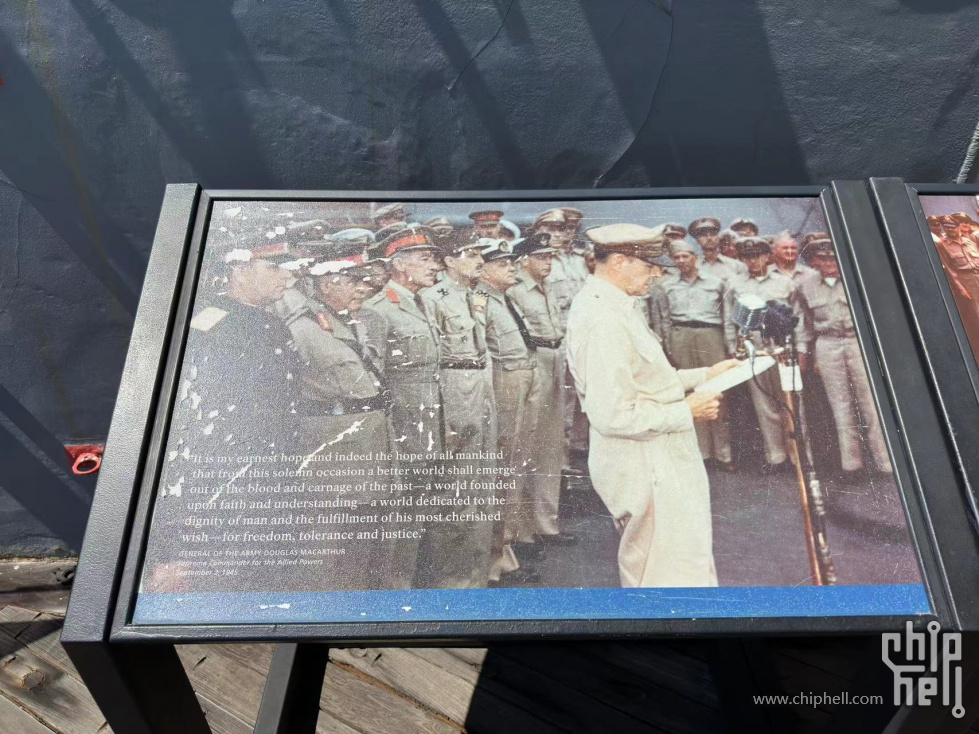 "It is my earnest hope and indeed the hope of all mankind
that from this solemn occasion a better world shall emerge
out of the blood and carnage of the past—a world founded
upon faith and understanding—a world dedicated to the
dignity of man and the fulfillment of his most cherished
wish—for freedom, tolerance and justice."
GENERAL OF THE ARMY DOUGLAS MACARTHUR
Supreme Commander for the Allied Powers
September 2, 1945
chip
hell
www.chiphell.com